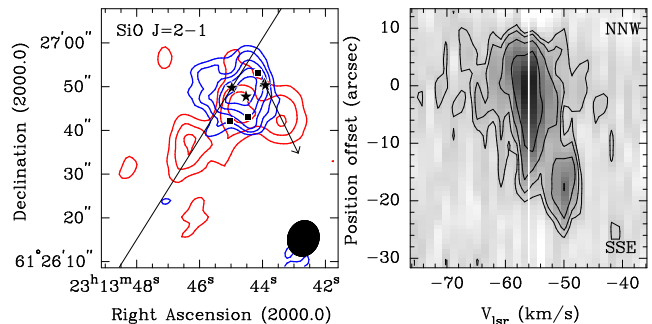 SiO J=2−1
27'00"
50"
40"
30"
20"
61°26'10"
Declination (2000.0)
23ʰ13ᵐ48ˢ 46ˢ 44ˢ 42ˢ
Right Ascension (2000.0)
NNW
10
0
−10
−20
−30
Position offset (arcsec)
SSE
−70 −60 −50 −40
Vlsr (km/s)